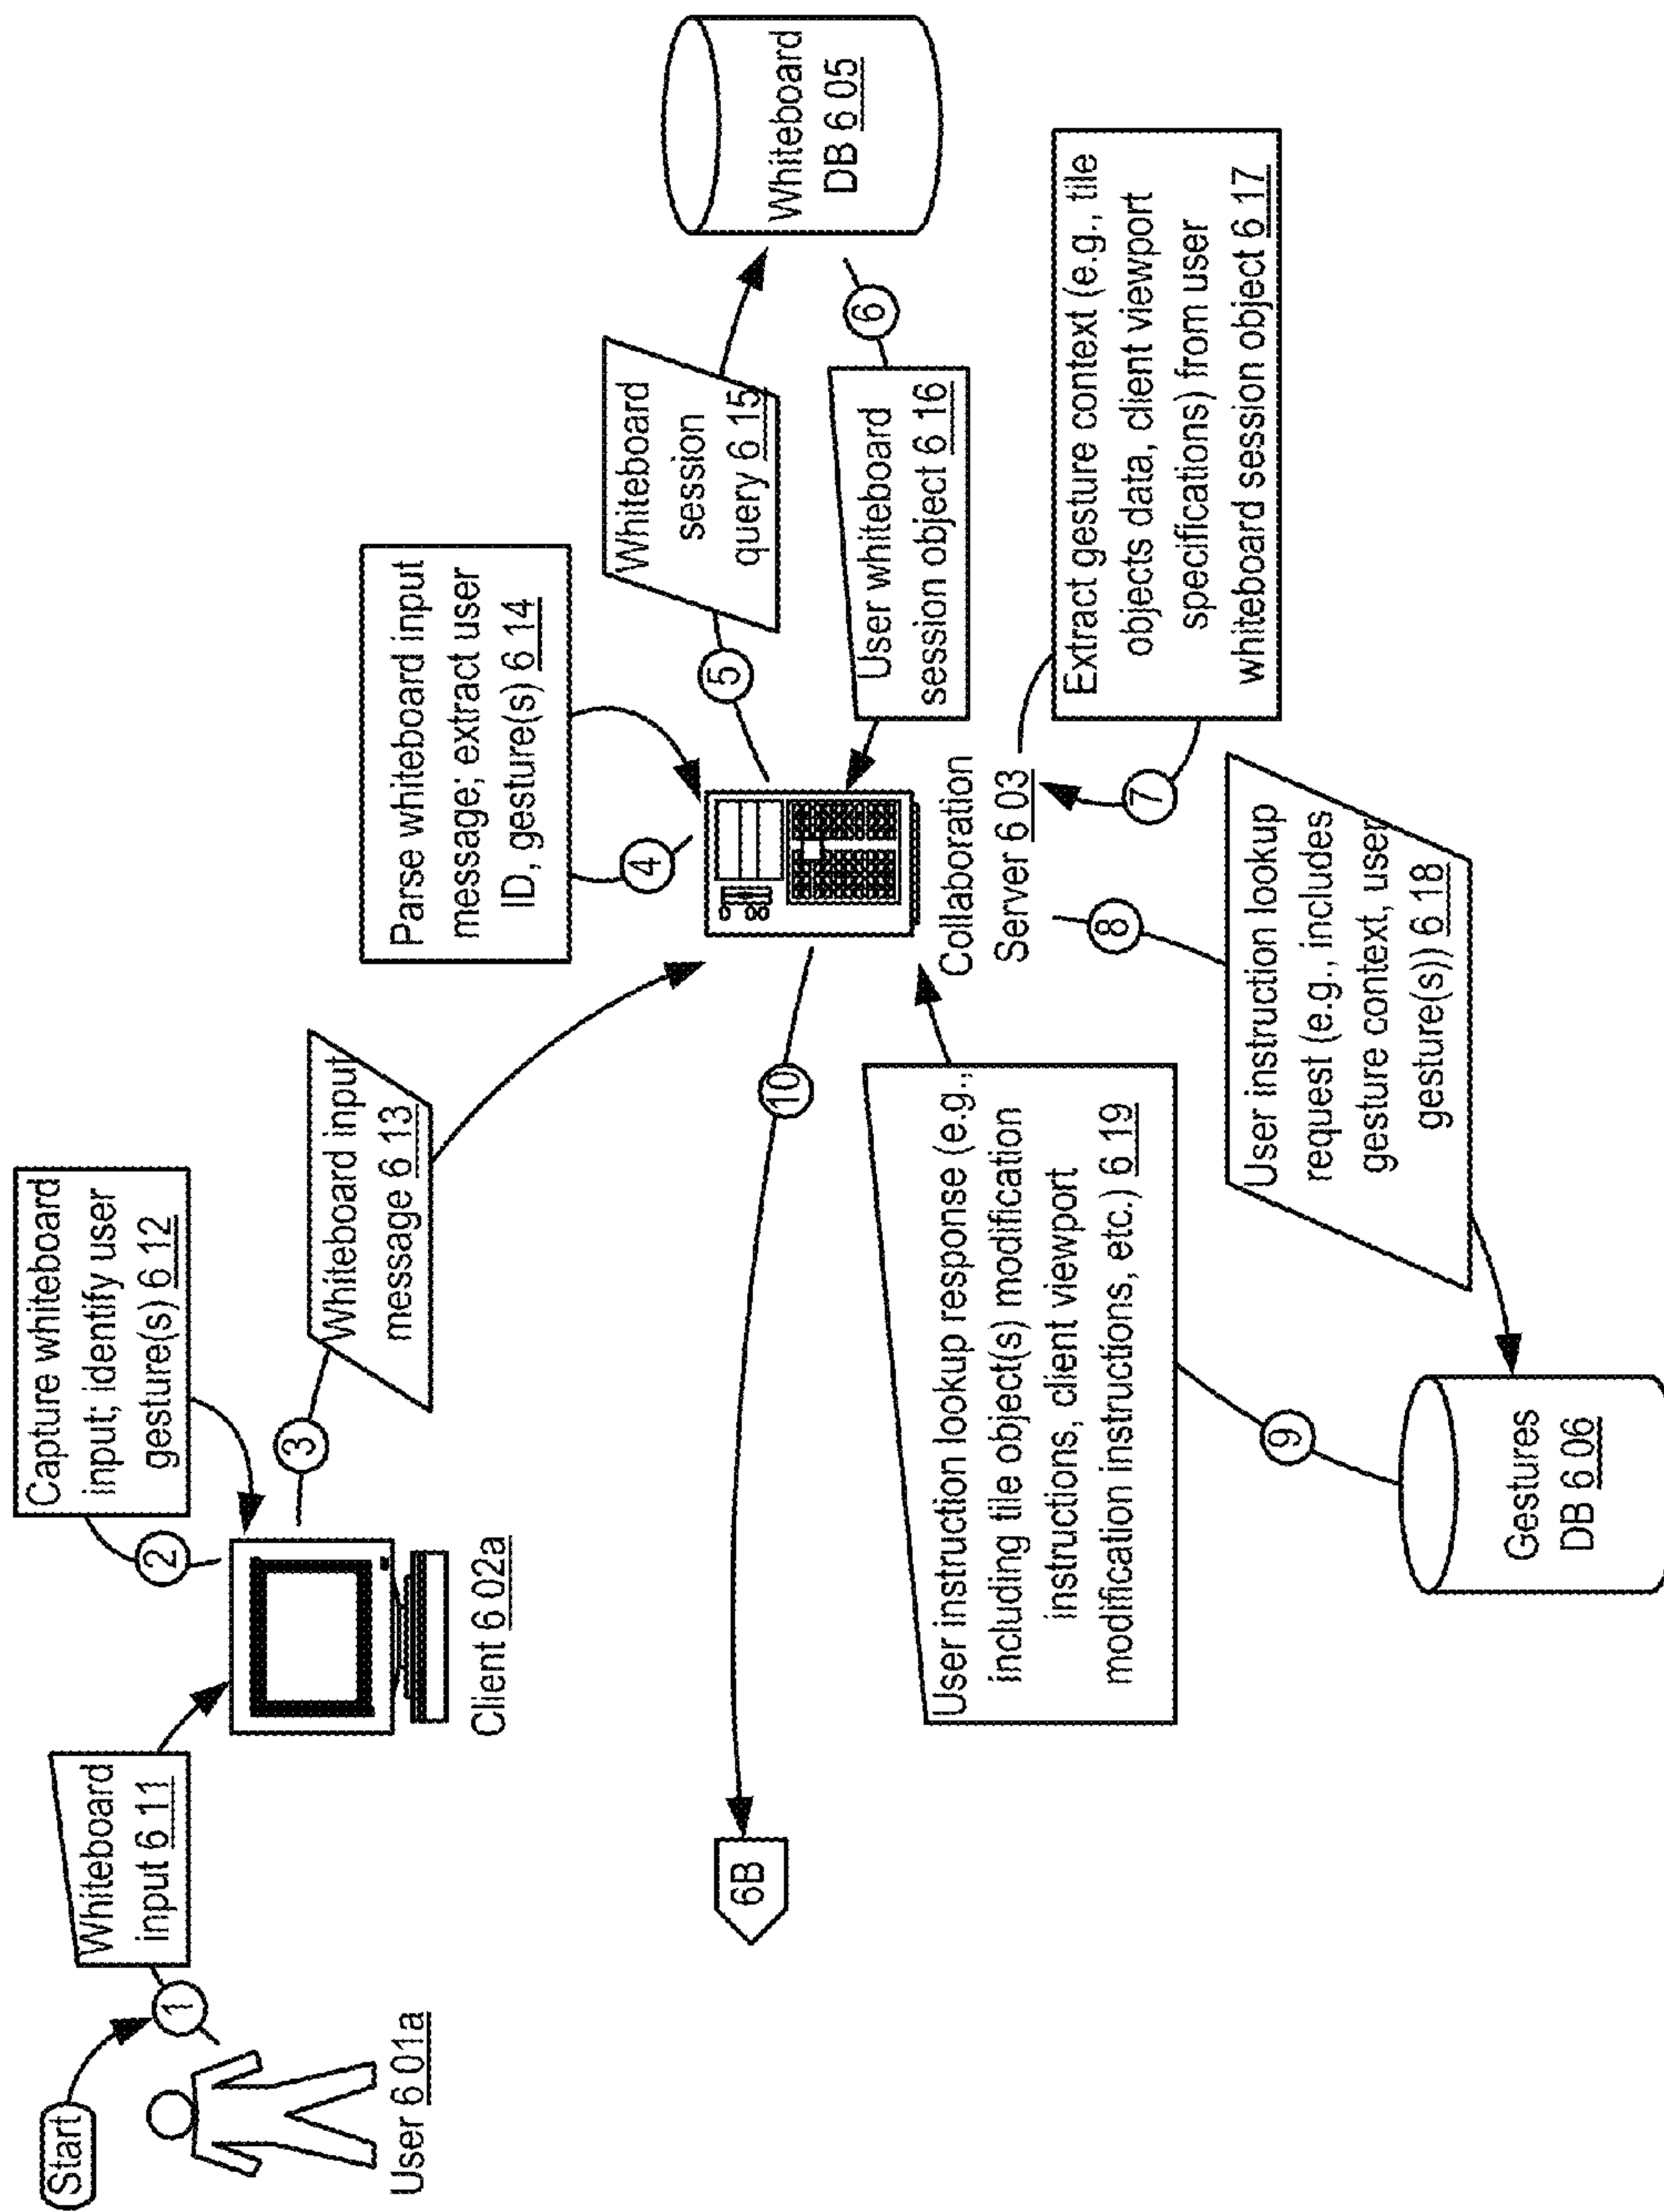 Start
1
User 6 01a
Whiteboard
input 6 11
2
Capture whiteboard
input; identify user
gesture(s) 6 12
Client 6 02a
3
Whiteboard input
message 6 13
4
Parse whiteboard input
message; extract user
ID, gesture(s) 6 14
5
Whiteboard
session
query 6 15
Whiteboard
DB 6 05
6
User whiteboard
session object 6 16
Collaboration
Server 6 03
7
Extract gesture context (e.g., tile
objects data, client viewport
specifications) from user
whiteboard session object 6 17
8
User instruction lookup
request (e.g., includes
gesture context, user
gesture(s)) 6 18
Gestures
DB 6 06
9
User instruction lookup response (e.g.,
including tile object(s) modification
instructions, client viewport
modification instructions, etc.) 6 19
10
6B